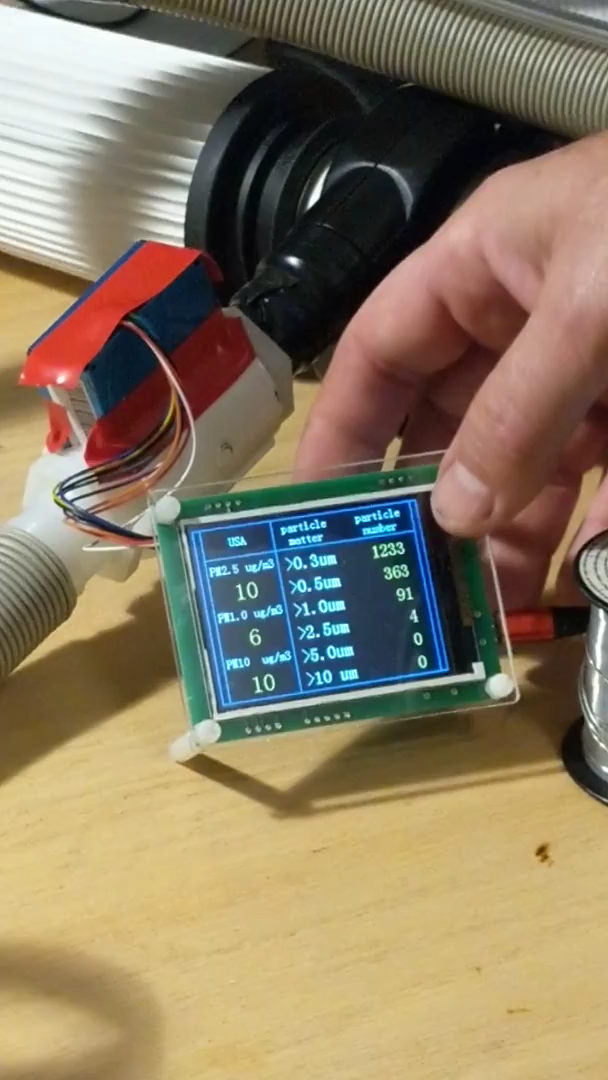 USA particle matter particle number
PM2.5 ug/m3 >0.3um 1233
10 >0.5um 363
PM1.0 ug/m3 >1.0um 91
6 >2.5um 4
PM10 ug/m3 >5.0um 0
10 >10 um 0